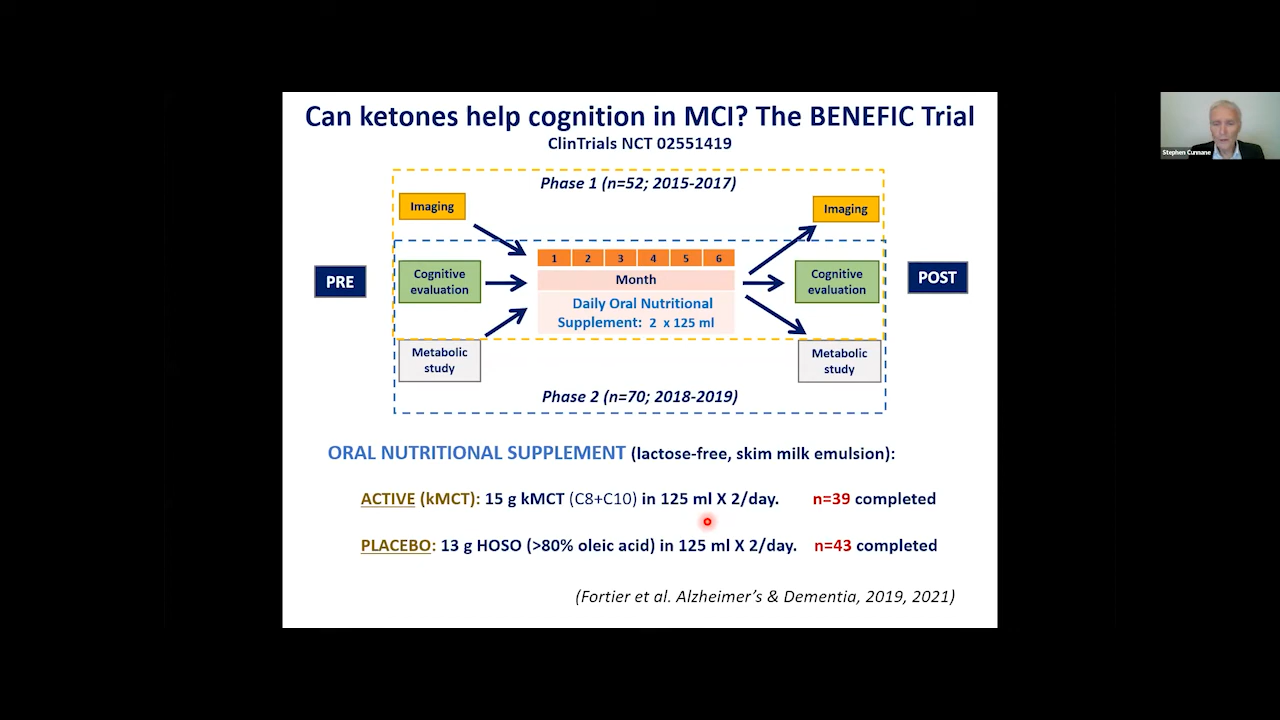 Can ketones help cognition in MCI? The BENEFIC Trial
ClinTrials NCT 02551419
Phase 1 (n=52; 2015-2017)
Imaging
Imaging
PRE
Cognitive
evaluation
1 2 3 4 5 6
Month
Daily Oral Nutritional
Supplement: 2 x 125 ml
Cognitive
evaluation
POST
Metabolic
study
Metabolic
study
Phase 2 (n=70; 2018-2019)
ORAL NUTRITIONAL SUPPLEMENT (lactose-free, skim milk emulsion):
ACTIVE (kMCT): 15 g kMCT (C8+C10) in 125 ml X 2/day. n=39 completed
PLACEBO: 13 g HOSO (>80% oleic acid) in 125 ml X 2/day. n=43 completed
(Fortier et al. Alzheimer's & Dementia, 2019, 2021)
Stephen Cunnane